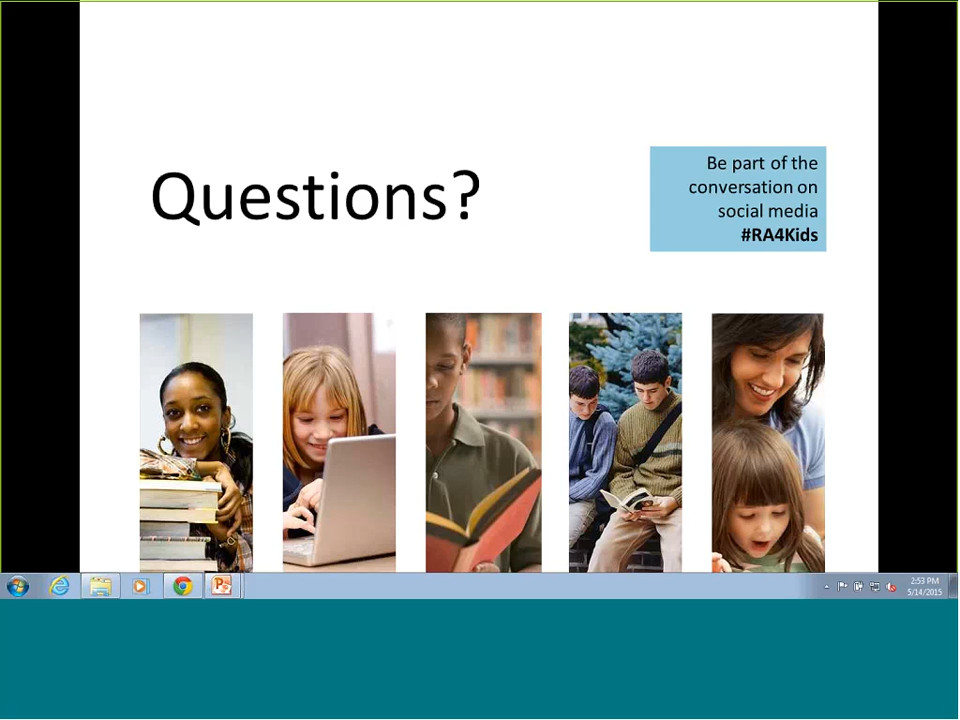 Questions?
Be part of the
conversation on
social media
#RA4Kids
2:53 PM
5/14/2015